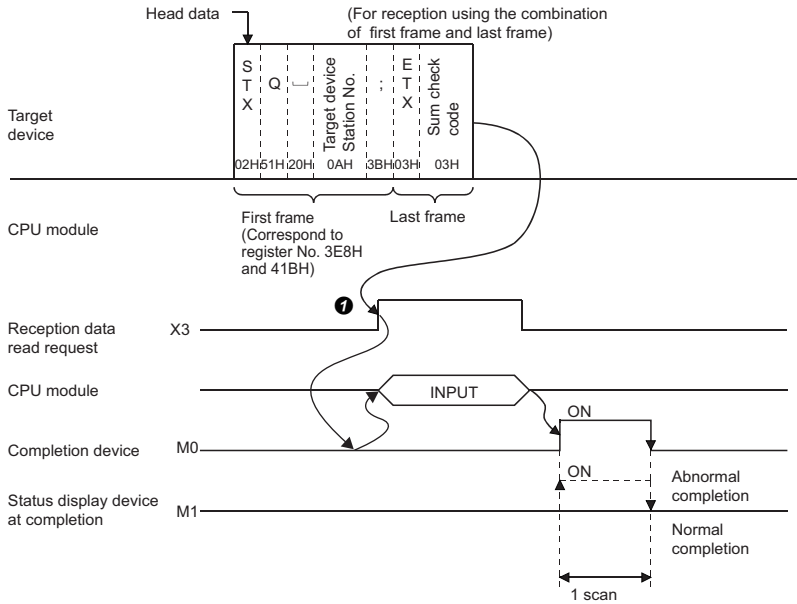 Head data
(For reception using the combination
of first frame and last frame)
S
T
X
Q
Target device
Station No.
;
E
T
X
Sum check
code
Target
device
02H 51H 20H 0AH 3BH 03H 03H
CPU module
First frame
(Correspond to
register No. 3E8H
and 41BH)
Last frame
❶
Reception data
read request
X3
CPU module
INPUT
ON
Completion device
M0
ON
Abnormal
completion
Status display device
at completion
M1
Normal
completion
1 scan